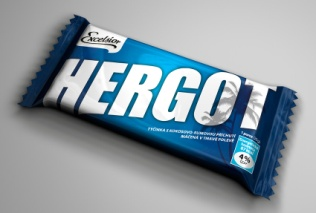 Excelsior
HERGOT
TYČINKA S KOKOSOVO-RUMOVOU PŘÍCHUTÍ
MÁČENÁ V TMAVÉ POLEVĚ
4%